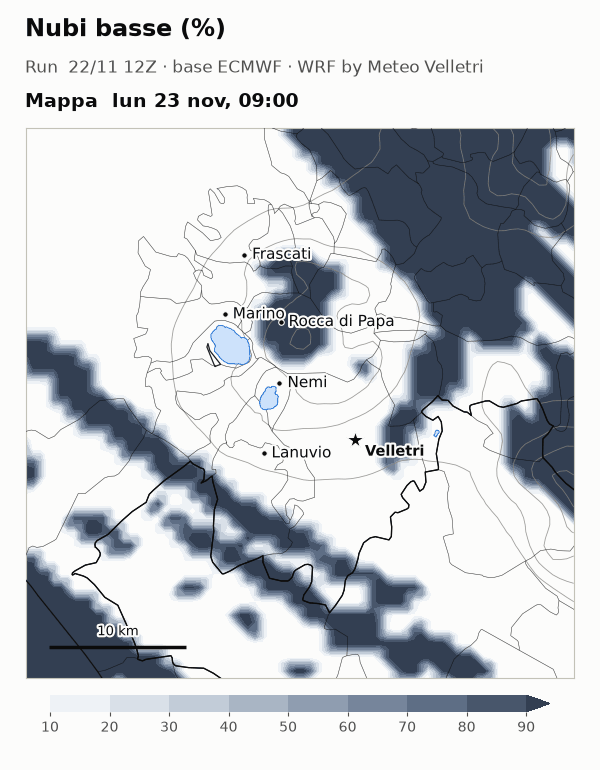 Nubi basse (%)
Run  22/11 12Z · base ECMWF · WRF by Meteo Velletri
Mappa  lun 23 nov, 09:00
Frascati
Marino
Rocca di Papa
Nemi
Velletri
Lanuvio
10 km
10 20 30 40 50 60 70 80 90